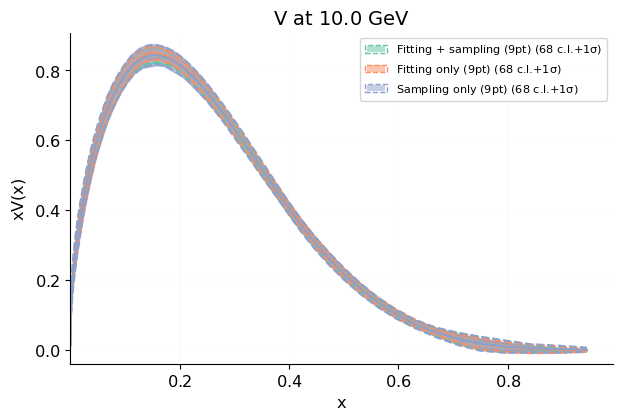 V at 10.0 GeV
Fitting + sampling (9pt) (68 c.l.+1σ)
Fitting only (9pt) (68 c.l.+1σ)
Sampling only (9pt) (68 c.l.+1σ)
xV(x)
0.8
0.6
0.4
0.2
0.0
0.2 0.4 0.6 0.8
x